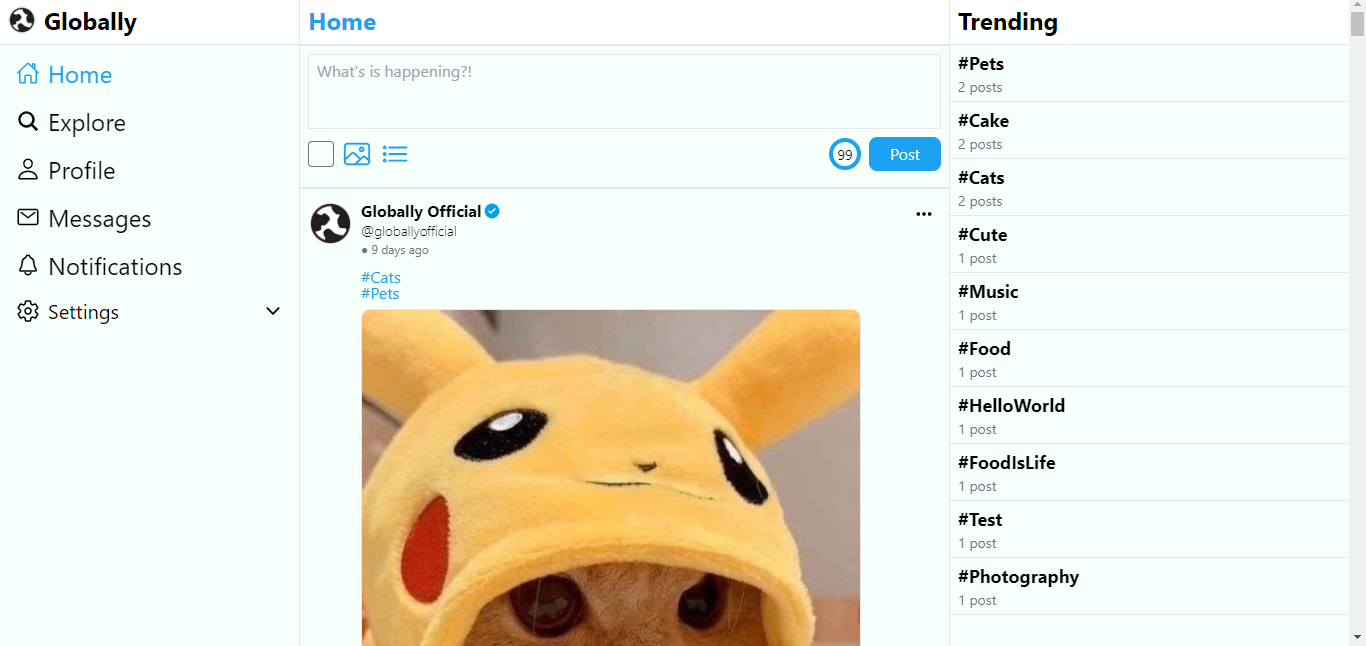 Globally
Home
Explore
Profile
Messages
Notifications
Settings
Home
What's is happening?!
99
Post
Globally Official
@globallyofficial
● 9 days ago
#Cats
#Pets
Trending
#Pets
2 posts
#Cake
2 posts
#Cats
2 posts
#Cute
1 post
#Music
1 post
#Food
1 post
#HelloWorld
1 post
#FoodIsLife
1 post
#Test
1 post
#Photography
1 post